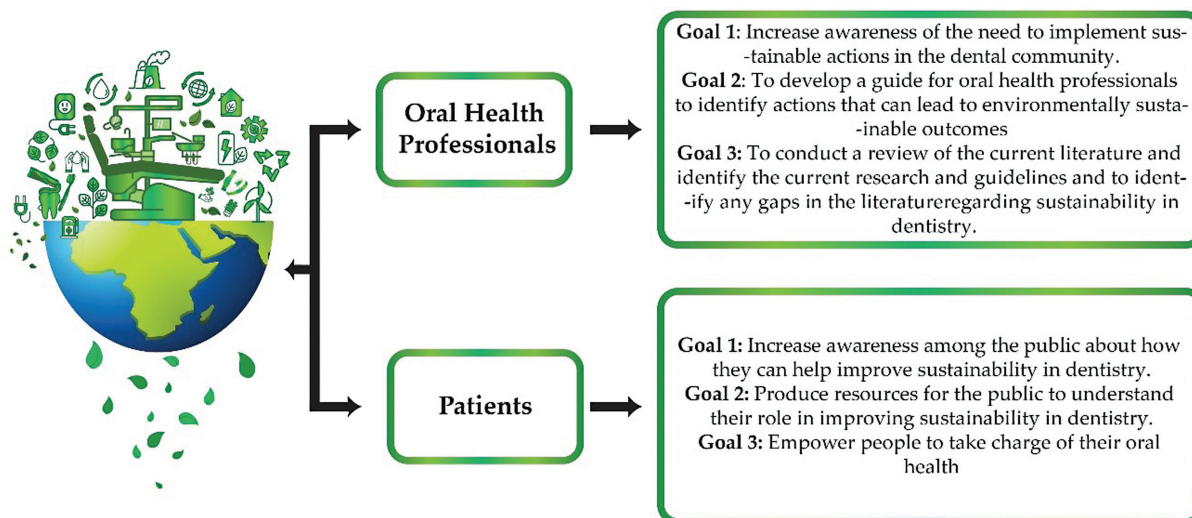 Oral Health
Professionals
Goal 1: Increase awareness of the need to implement sus-
-tainable actions in the dental community.
Goal 2: To develop a guide for oral health professionals
to identify actions that can lead to environmentally susta-
-inable outcomes
Goal 3: To conduct a review of the current literature and
identify the current research and guidelines and to ident-
-ify any gaps in the literatureregarding sustainability in
dentistry.
Patients
Goal 1: Increase awareness among the public about how
they can help improve sustainability in dentistry.
Goal 2: Produce resources for the public to understand
their role in improving sustainability in dentistry.
Goal 3: Empower people to take charge of their oral
health